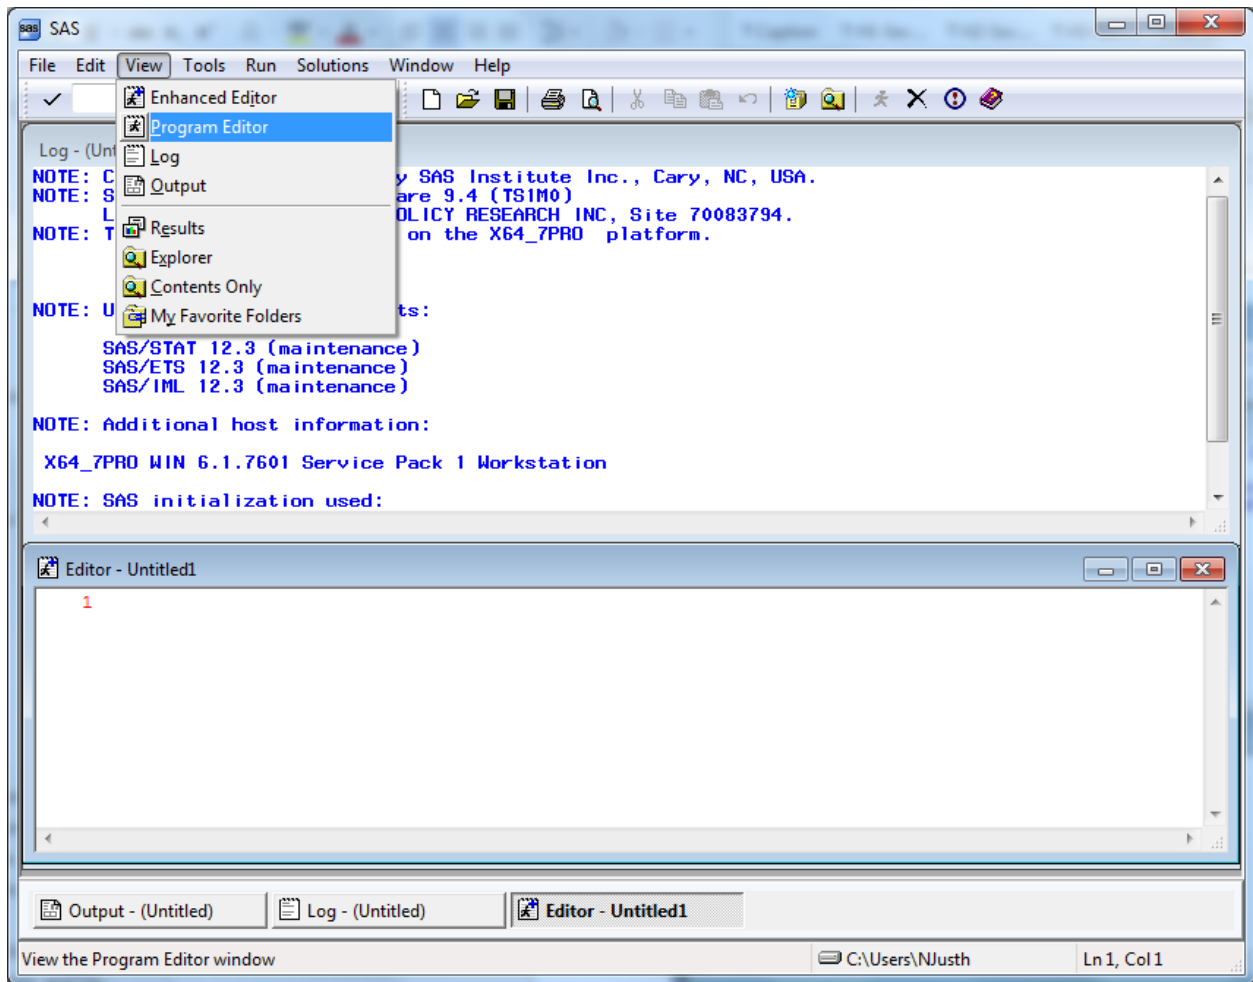 SAS
File Edit View Tools Run Solutions Window Help
Enhanced Editor
Program Editor
Log
Output
Results
Explorer
Contents Only
My Favorite Folders
Log - (Unt
NOTE: C y SAS Institute Inc., Cary, NC, USA.
NOTE: S are 9.4 (TS1M0)
L OLICY RESEARCH INC, Site 70083794.
NOTE: T on the X64_7PRO platform.
NOTE: U ts:
SAS/STAT 12.3 (maintenance)
SAS/ETS 12.3 (maintenance)
SAS/IML 12.3 (maintenance)
NOTE: Additional host information:
X64_7PRO WIN 6.1.7601 Service Pack 1 Workstation
NOTE: SAS initialization used:
Editor - Untitled1
1
Output - (Untitled) Log - (Untitled) Editor - Untitled1
View the Program Editor window C:\Users\NJusth Ln 1, Col 1